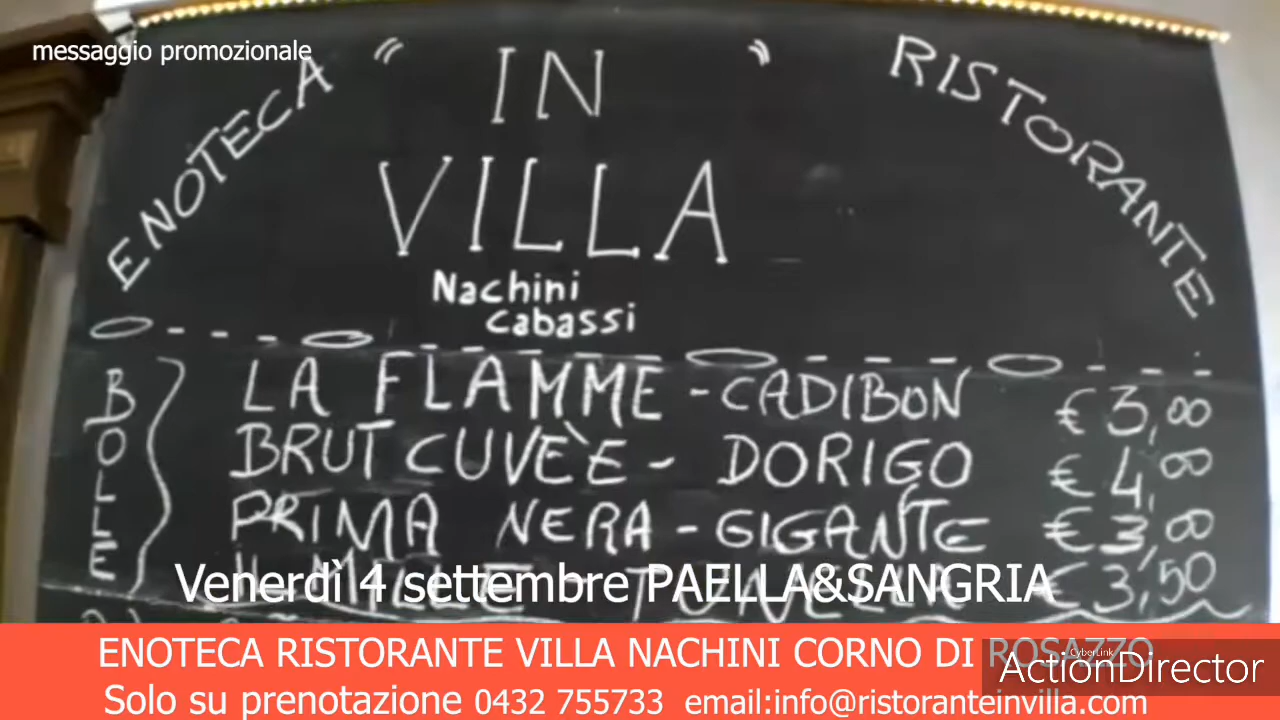 messaggio promozionale
ENOTECA " IN " RISTORANTE
VILLA
Nachini
cabassi
BOLLE
LA FLAMME - CADIBON € 3,00
BRUT CUVÈE - DORIGO € 4,00
PRIMA NERA - GIGANTE € 3,00
€ 3,50
Venerdì 4 settembre PAELLA&SANGRIA
ENOTECA RISTORANTE VILLA NACHINI CORNO DI ROSAZZO
CyberLink
ActionDirector
Solo su prenotazione 0432 755733 email:info@ristoranteinvilla.com